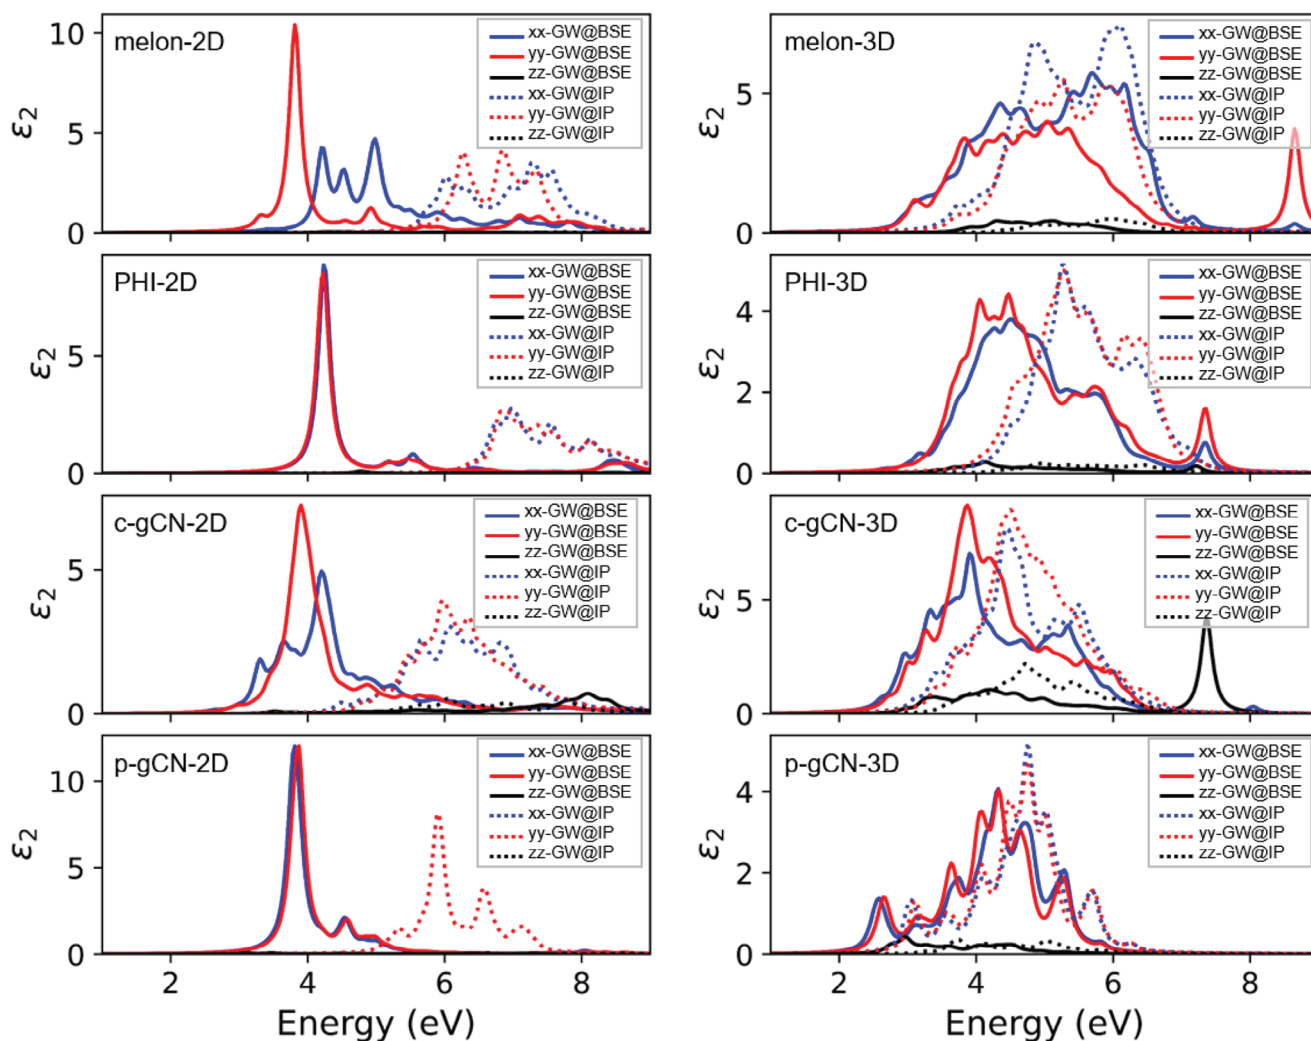 melon-2D
10
5
0
ε2
xx-GW@BSE
yy-GW@BSE
zz-GW@BSE
xx-GW@IP
yy-GW@IP
zz-GW@IP
melon-3D
5
0
ε2
xx-GW@BSE
yy-GW@BSE
zz-GW@BSE
xx-GW@IP
yy-GW@IP
zz-GW@IP
PHI-2D
5
0
ε2
xx-GW@BSE
yy-GW@BSE
zz-GW@BSE
xx-GW@IP
yy-GW@IP
zz-GW@IP
PHI-3D
4
2
0
ε2
xx-GW@BSE
yy-GW@BSE
zz-GW@BSE
xx-GW@IP
yy-GW@IP
zz-GW@IP
c-gCN-2D
5
0
ε2
xx-GW@BSE
yy-GW@BSE
zz-GW@BSE
xx-GW@IP
yy-GW@IP
zz-GW@IP
c-gCN-3D
5
0
ε2
xx-GW@BSE
yy-GW@BSE
zz-GW@BSE
xx-GW@IP
yy-GW@IP
zz-GW@IP
p-gCN-2D
10
5
0
ε2
xx-GW@BSE
yy-GW@BSE
zz-GW@BSE
xx-GW@IP
yy-GW@IP
zz-GW@IP
2 4 6 8
Energy (eV)
p-gCN-3D
4
2
0
ε2
xx-GW@BSE
yy-GW@BSE
zz-GW@BSE
xx-GW@IP
yy-GW@IP
zz-GW@IP
2 4 6 8
Energy (eV)